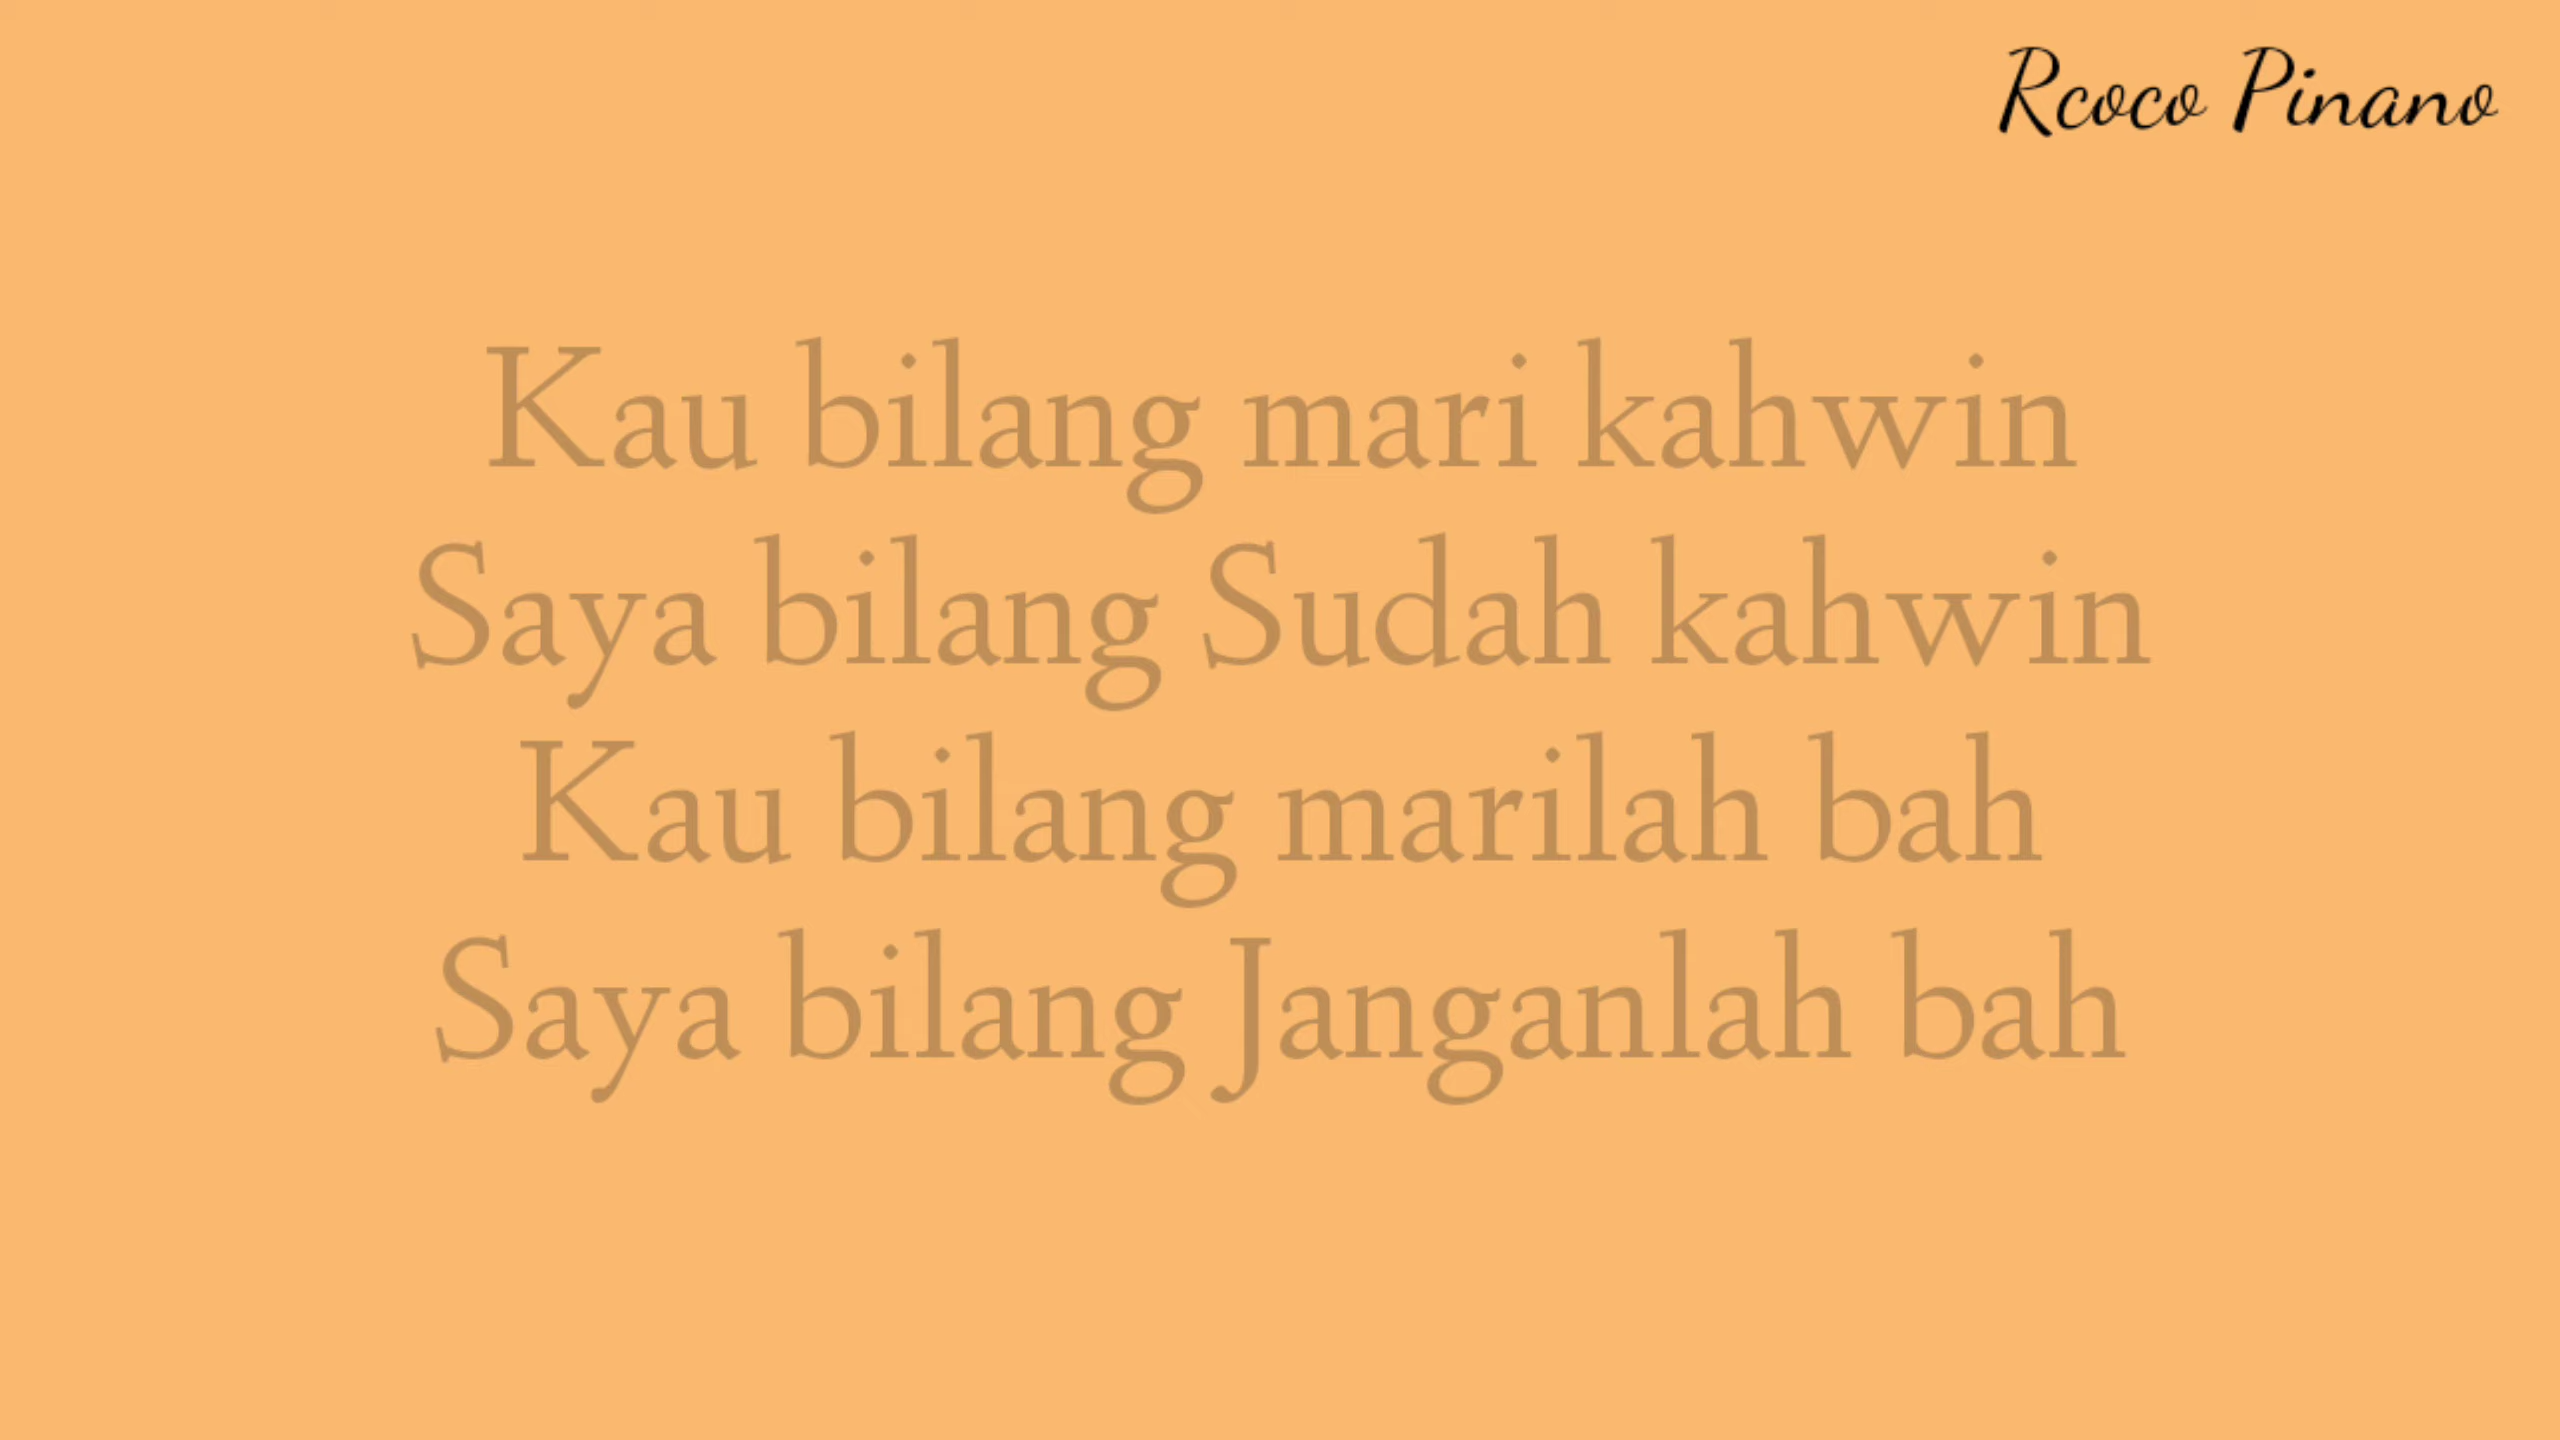 Rcoco Pinano
Kau bilang mari kahwin
Saya bilang Sudah kahwin
Kau bilang marilah bah
Saya bilang Janganlah bah